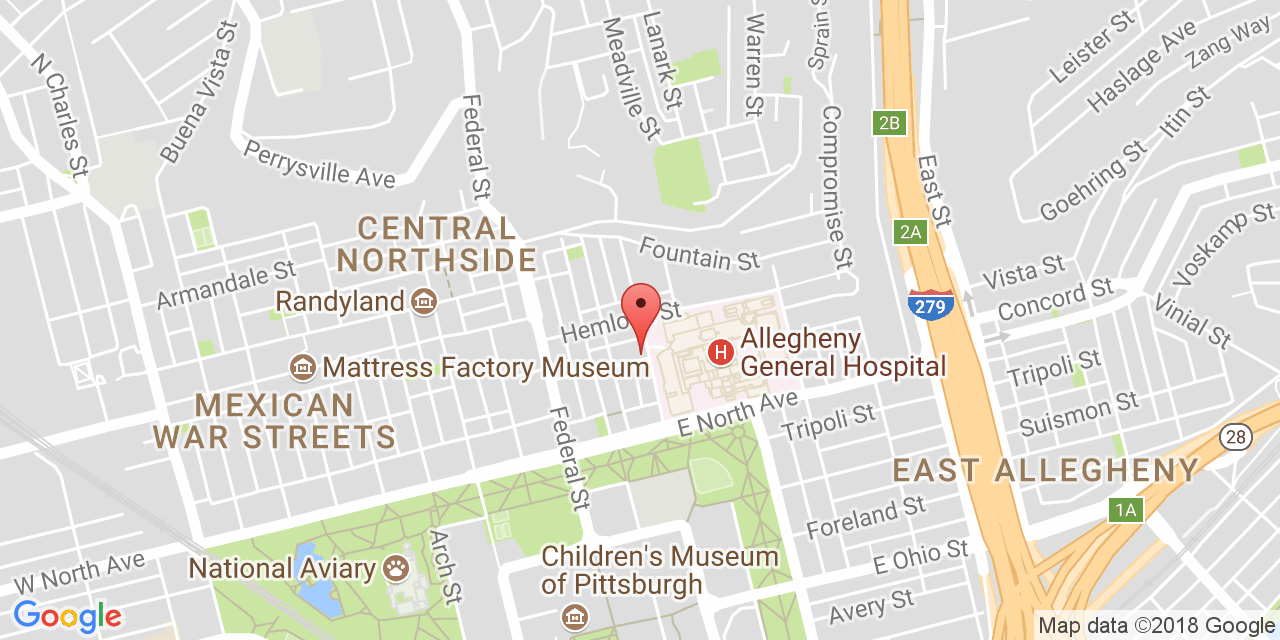 N Charles St
Buena Vista St
Perrysville Ave
Federal St
Meadville St
Lanark St
Warren St
Sprain St
Compromise St
2B
East St
Leister St
Haslage Ave
Zang Way
Itin St
Goehring St
Voskamp St
2A
Vista St
Concord St
Vinial St
279
CENTRAL
NORTHSIDE
Armandale St
Randyland
Fountain St
Hemlock St
Mattress Factory Museum
H
Allegheny
General Hospital
MEXICAN
WAR STREETS
Federal St
E North Ave
Tripoli St
Tripoli St
Suismon St
28
EAST ALLEGHENY
1A
Foreland St
E Ohio St
Avery St
W North Ave
National Aviary
Arch St
Children's Museum
of Pittsburgh
Google
Map data ©2018 Google